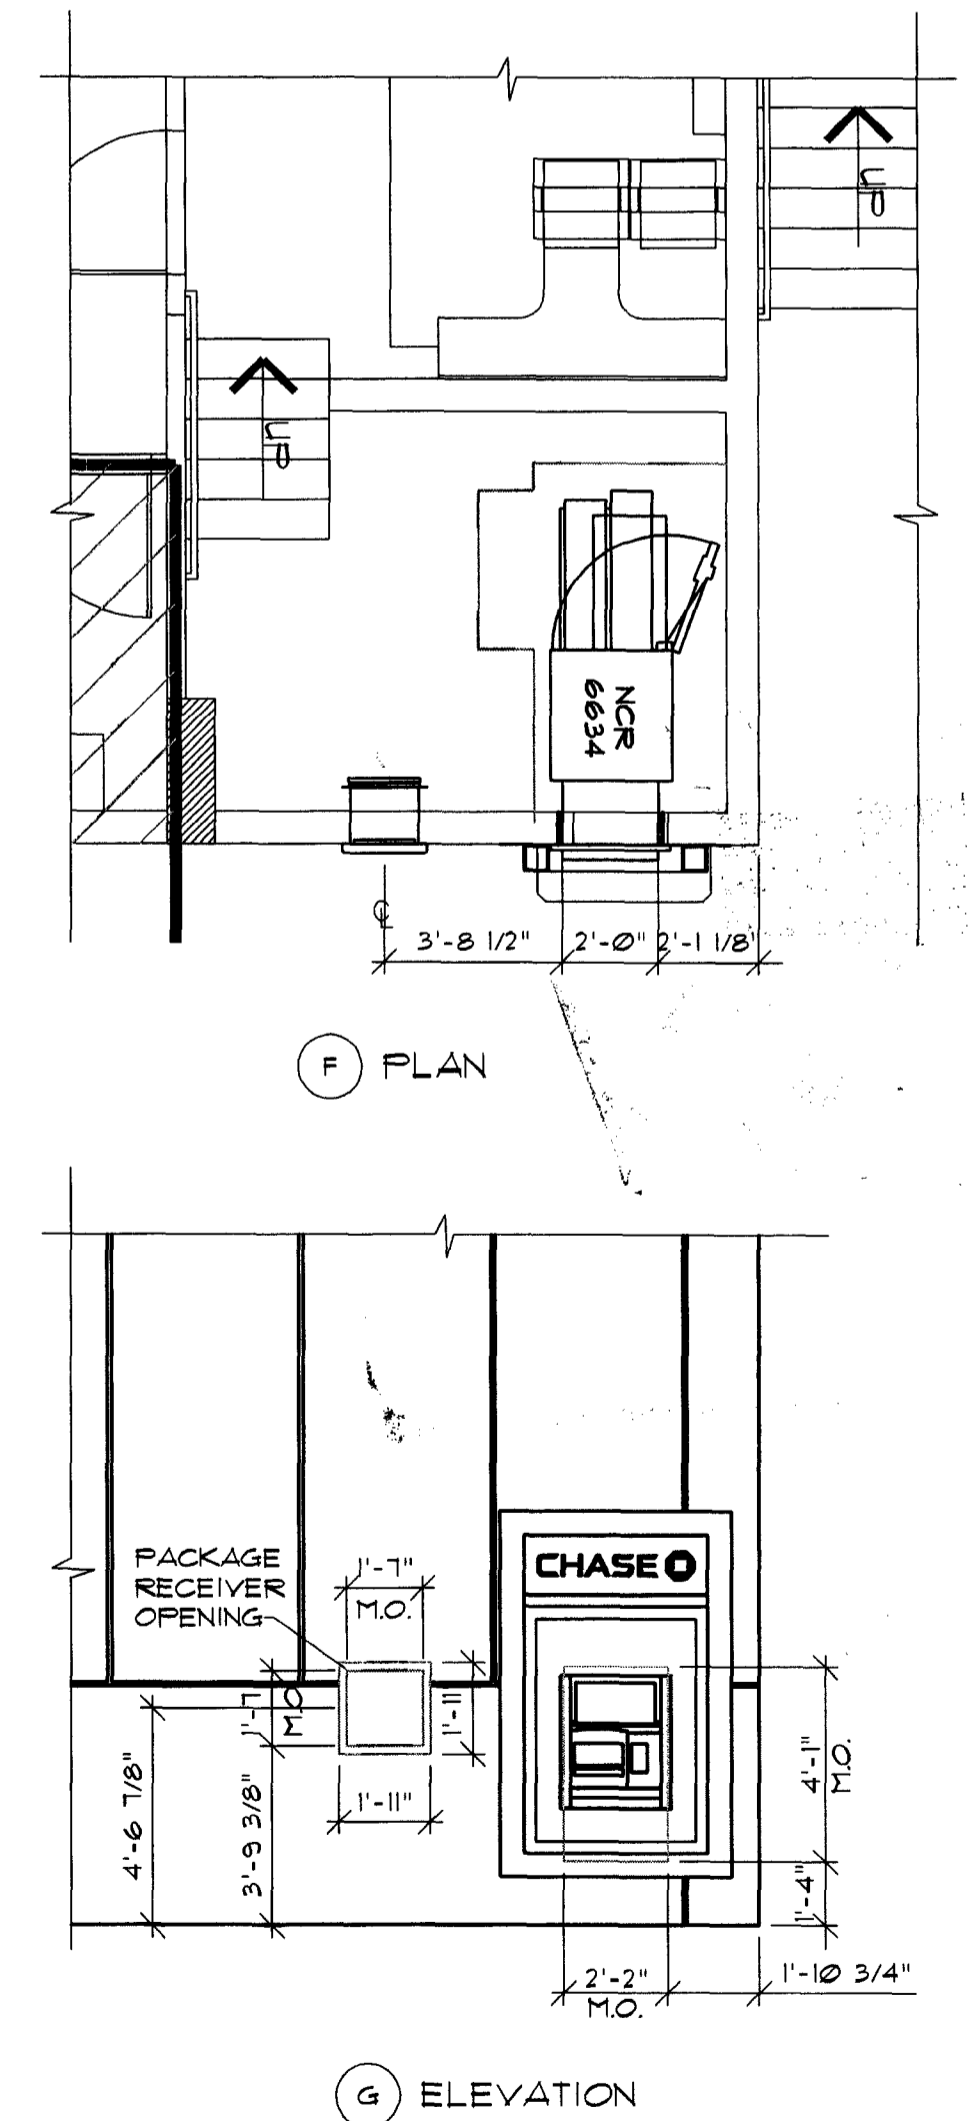 UP
UP
NCR
6634
℄
3'-8 1/2" 2'-0" 2'-1 1/8"
F PLAN
CHASE
PACKAGE
RECEIVER
OPENING
1'-7"
M.O.
1'-7
M.O.
1'-11
1'-11"
4'-6 7/8"
3'-9 3/8"
4'-1"
M.O.
1'-4"
2'-2"
M.O.
1'-10 3/4"
G ELEVATION